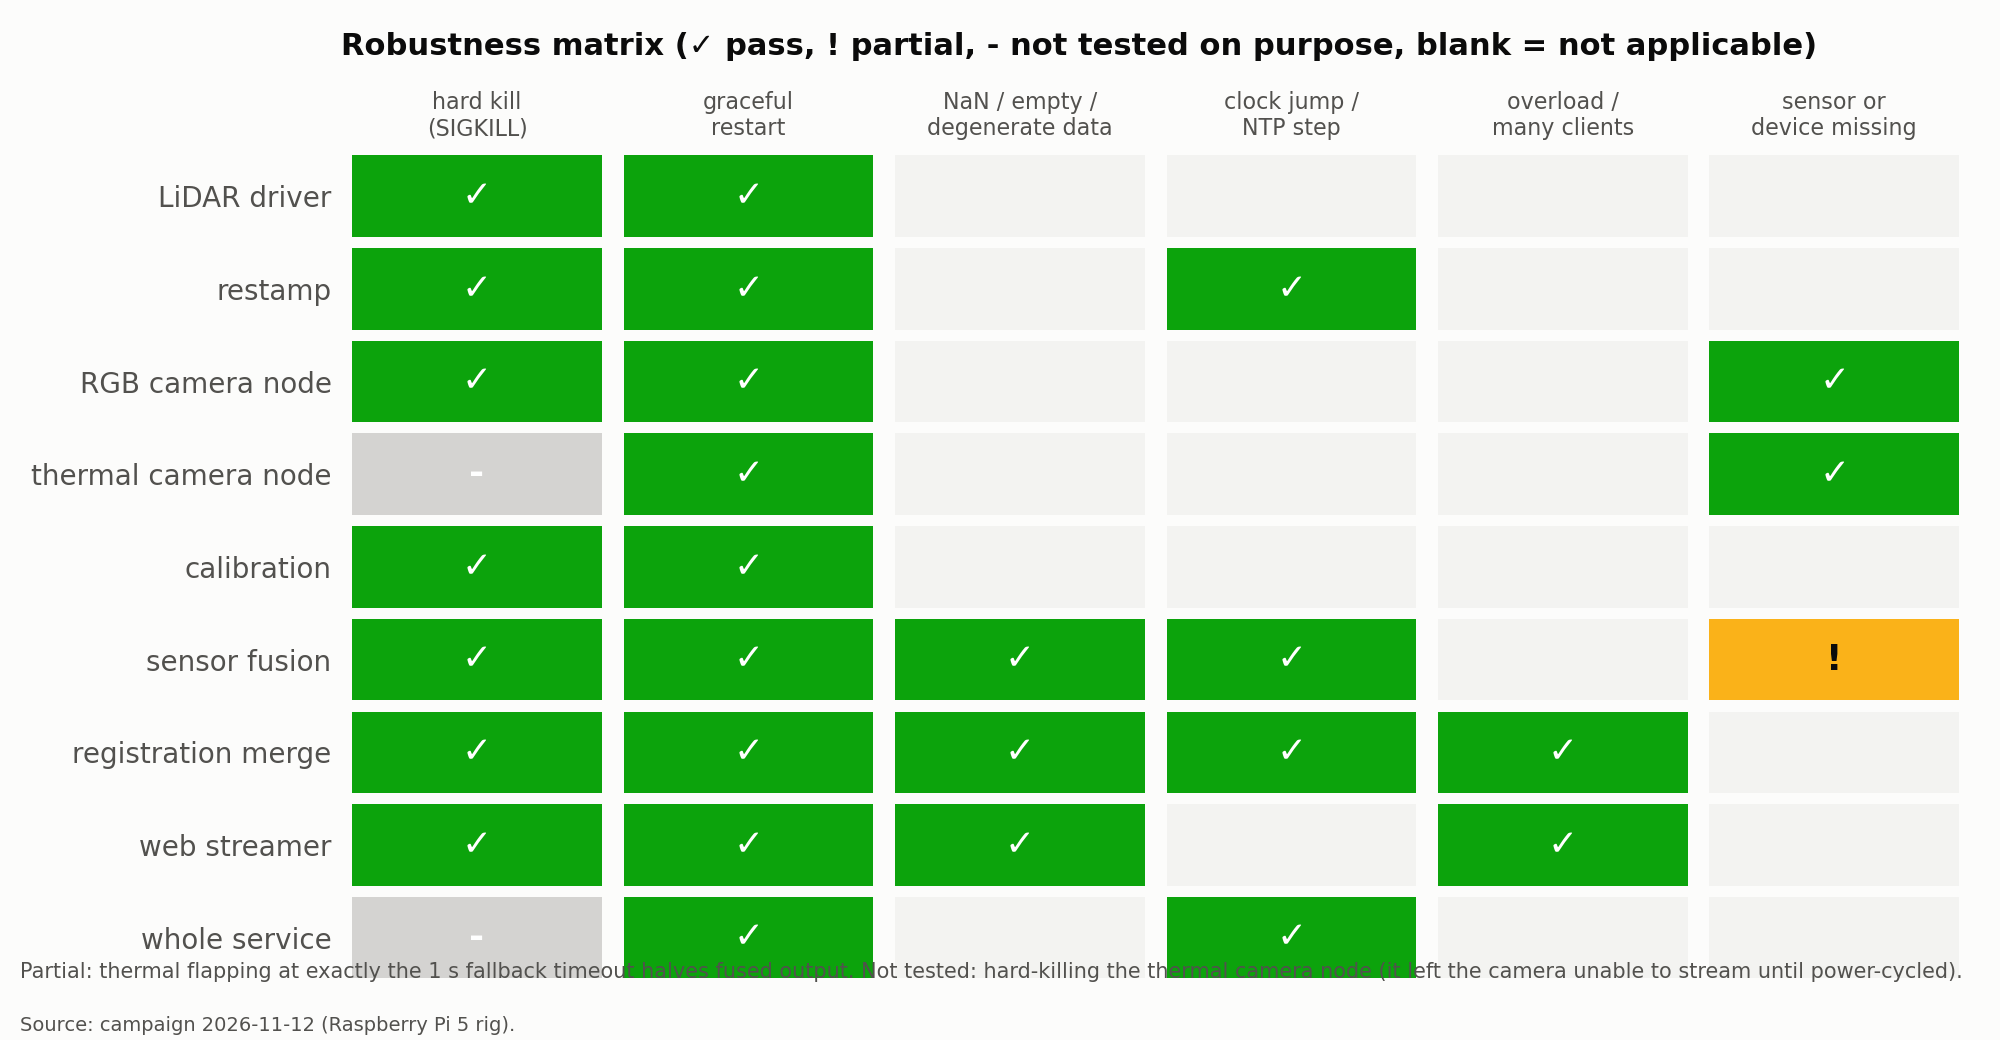 Robustness matrix (✓ pass, ! partial, - not tested on purpose, blank = not applicable)
hard kill
(SIGKILL)
graceful
restart
NaN / empty /
degenerate data
clock jump /
NTP step
overload /
many clients
sensor or
device missing
LiDAR driver ✓ ✓
restamp ✓ ✓ ✓
RGB camera node ✓ ✓ ✓
thermal camera node - ✓ ✓
calibration ✓ ✓
sensor fusion ✓ ✓ ✓ ✓ !
registration merge ✓ ✓ ✓ ✓ ✓
web streamer ✓ ✓ ✓ ✓
whole service - ✓ ✓
Partial: thermal flapping at exactly the 1 s fallback timeout halves fused output. Not tested: hard-killing the thermal camera node (it left the camera unable to stream until power-cycled).
Source: campaign 2026-11-12 (Raspberry Pi 5 rig).